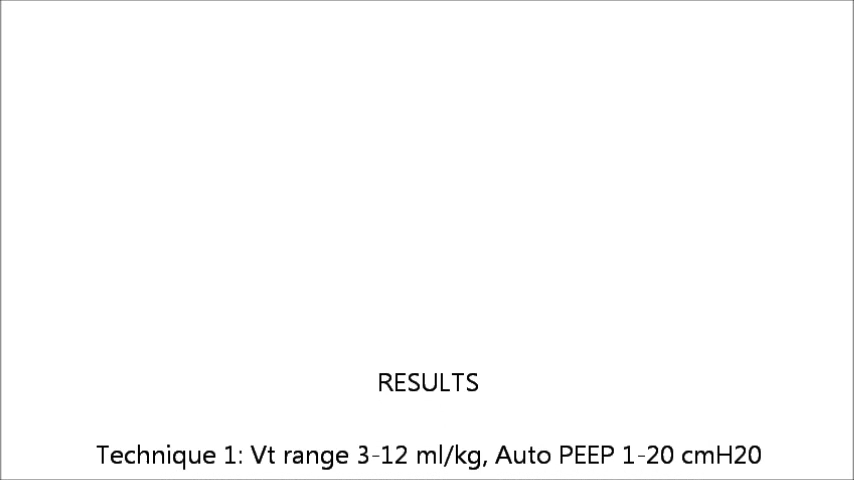 RESULTS
Technique 1: Vt range 3-12 ml/kg, Auto PEEP 1-20 cmH20